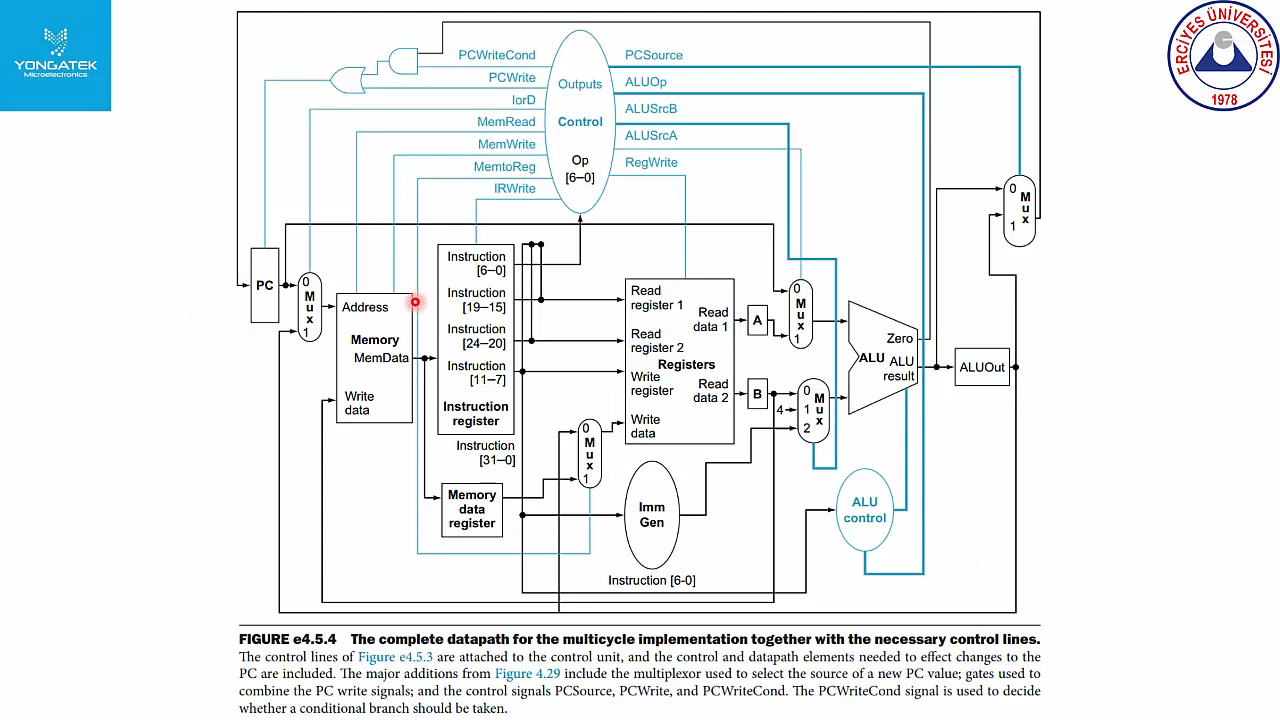 YONGATEK
Microelectronics
ERCİYES ÜNİVERSİTESİ
1978
PCWriteCond
PCWrite
IorD
MemRead
MemWrite
MemtoReg
IRWrite
Outputs
Control
Op
[6–0]
PCSource
ALUOp
ALUSrcB
ALUSrcA
RegWrite
PC
0
M
u
x
1
Address
Memory
MemData
Write
data
Instruction
[6–0]
Instruction
[19–15]
Instruction
[24–20]
Instruction
[11–7]
Instruction
register
Instruction
[31–0]
Memory
data
register
0
M
u
x
1
Read
register 1
Read
register 2
Write
register
Write
data
Registers
Read
data 1
Read
data 2
Imm
Gen
Instruction [6-0]
A
B
4
0
M
u
x
1
0
1
2
M
u
x
Zero
ALU
ALU
result
ALUOut
ALU
control
0
M
u
x
1
FIGURE e4.5.4 The complete datapath for the multicycle implementation together with the necessary control lines.
The control lines of Figure e4.5.3 are attached to the control unit, and the control and datapath elements needed to effect changes to the
PC are included. The major additions from Figure 4.29 include the multiplexor used to select the source of a new PC value; gates used to
combine the PC write signals; and the control signals PCSource, PCWrite, and PCWriteCond. The PCWriteCond signal is used to decide
whether a conditional branch should be taken.